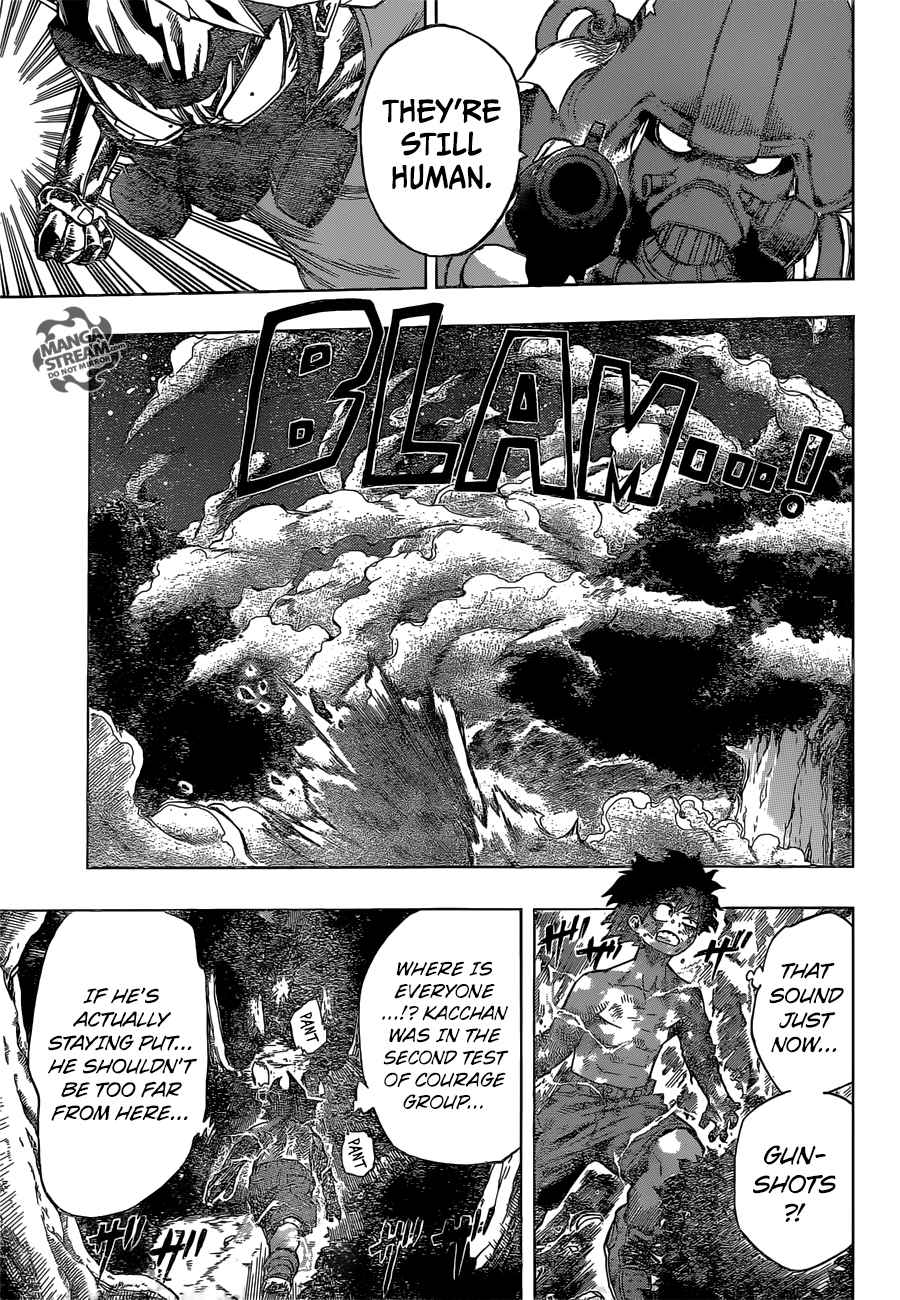 THEY'RE
STILL
HUMAN.
MANGA
STREAM.com
DO NOT MIRROR
BLAM...!
THAT
SOUND
JUST
NOW...
GUN-
SHOTS
?!
WHERE IS
EVERYONE
...!? KACCHAN
WAS IN THE
SECOND TEST
OF COURAGE
GROUP...
PANT
PANT
IF HE'S
ACTUALLY
STAYING PUT...
HE SHOULDN'T
BE TOO FAR
FROM HERE...